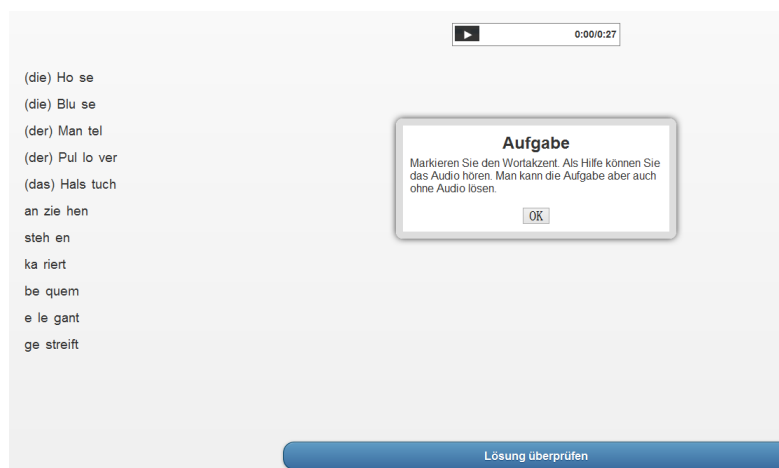 0:00/0:27
(die) Ho se
(die) Blu se
(der) Man tel
(der) Pul lo ver
(das) Hals tuch
an zie hen
steh en
ka riert
be quem
e le gant
ge streift
Aufgabe
Markieren Sie den Wortakzent. Als Hilfe können Sie
das Audio hören. Man kann die Aufgabe aber auch
ohne Audio lösen.
OK
Lösung überprüfen